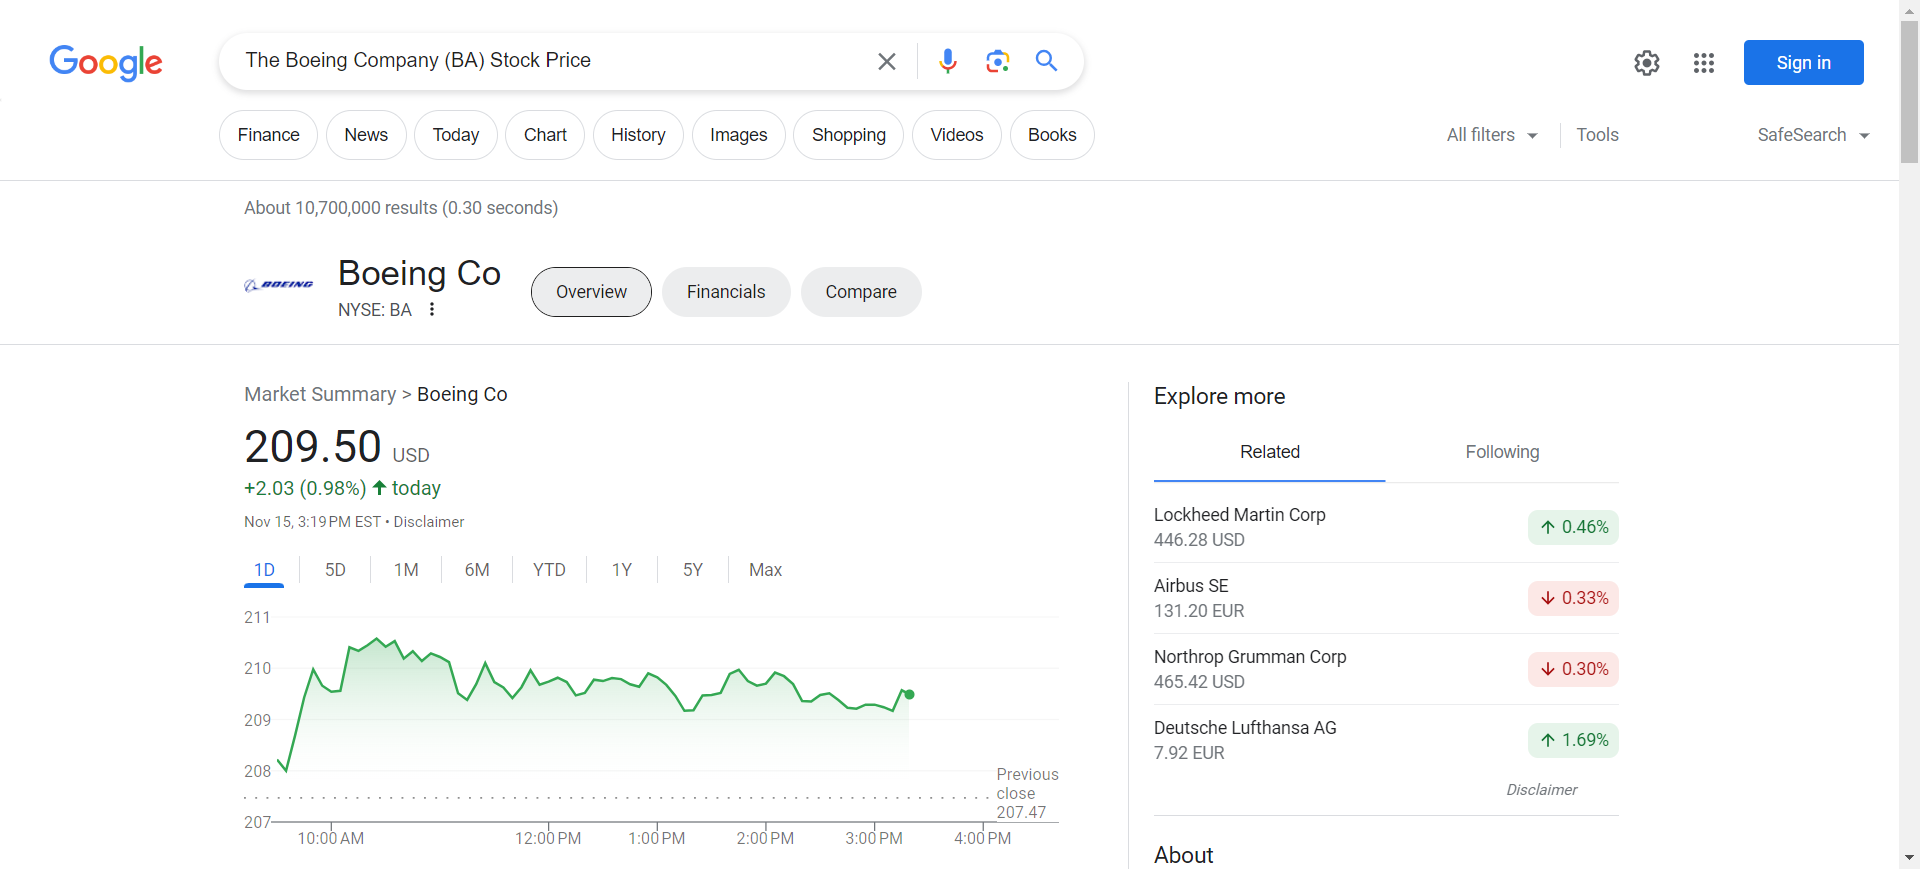 Google
The Boeing Company (BA) Stock Price
Sign in
Finance
News
Today
Chart
History
Images
Shopping
Videos
Books
All filters
Tools
SafeSearch
About 10,700,000 results (0.30 seconds)
BOEING
Boeing Co
NYSE: BA
Overview
Financials
Compare
Market Summary > Boeing Co
209.50 USD
+2.03 (0.98%) today
Nov 15, 3:19 PM EST • Disclaimer
1D
5D
1M
6M
YTD
1Y
5Y
Max
211
210
209
208
207
Previous
close
207.47
10:00 AM
12:00 PM
1:00 PM
2:00 PM
3:00 PM
4:00 PM
Explore more
Related
Following
Lockheed Martin Corp
446.28 USD
0.46%
Airbus SE
131.20 EUR
0.33%
Northrop Grumman Corp
465.42 USD
0.30%
Deutsche Lufthansa AG
7.92 EUR
1.69%
Disclaimer
About